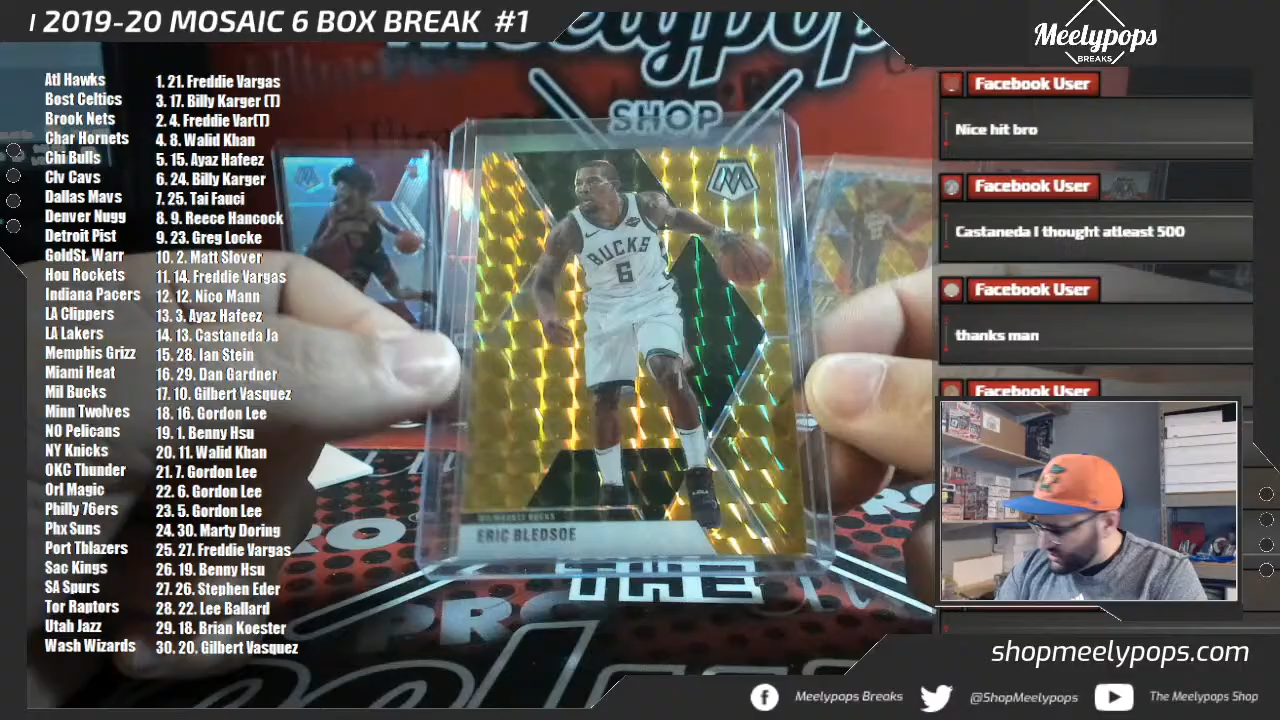 2019-20 MOSAIC 6 BOX BREAK #1
Meelypops
BREAKS
Meelypops
SHOP
Atl Hawks 1. 21. Freddie Vargas
Bost Celtics 3. 17. Billy Karger (T)
Brook Nets 2. 4. Freddie Var(T)
Char Hornets 4. 8. Walid Khan
Chi Bulls 5. 15. Ayaz Hafeez
Clv Cavs 6. 24. Billy Karger
Dallas Mavs 7. 25. Tai Fauci
Denver Nugg 8. 9. Reece Hancock
Detroit Pist 9. 23. Greg Locke
GoldSt. Warr 10. 2. Matt Slover
Hou Rockets 11. 14. Freddie Vargas
Indiana Pacers 12. 12. Nico Mann
LA Clippers 13. 3. Ayaz Hafeez
LA Lakers 14. 13. Castaneda Ja
Memphis Grizz 15. 28. Ian Stein
Miami Heat 16. 29. Dan Gardner
Mil Bucks 17. 10. Gilbert Vasquez
Minn Twolves 18. 16. Gordon Lee
NO Pelicans 19. 1. Benny Hsu
NY Knicks 20. 11. Walid Khan
OKC Thunder 21. 7. Gordon Lee
Orl Magic 22. 6. Gordon Lee
Philly 76ers 23. 5. Gordon Lee
Phx Suns 24. 30. Marty Doring
Port Tblazers 25. 27. Freddie Vargas
Sac Kings 26. 19. Benny Hsu
SA Spurs 27. 26. Stephen Eder
Tor Raptors 28. 22. Lee Ballard
Utah Jazz 29. 18. Brian Koester
Wash Wizards 30. 20. Gilbert Vasquez
BUCKS
6
MILWAUKEE BUCKS
ERIC BLEDSOE
THE
PRO
Facebook User
Nice hit bro
Facebook User
Castaneda I thought atleast 500
Facebook User
thanks man
Facebook User
shopmeelypops.com
Meelypops Breaks
@ShopMeelypops
The Meelypops Shop